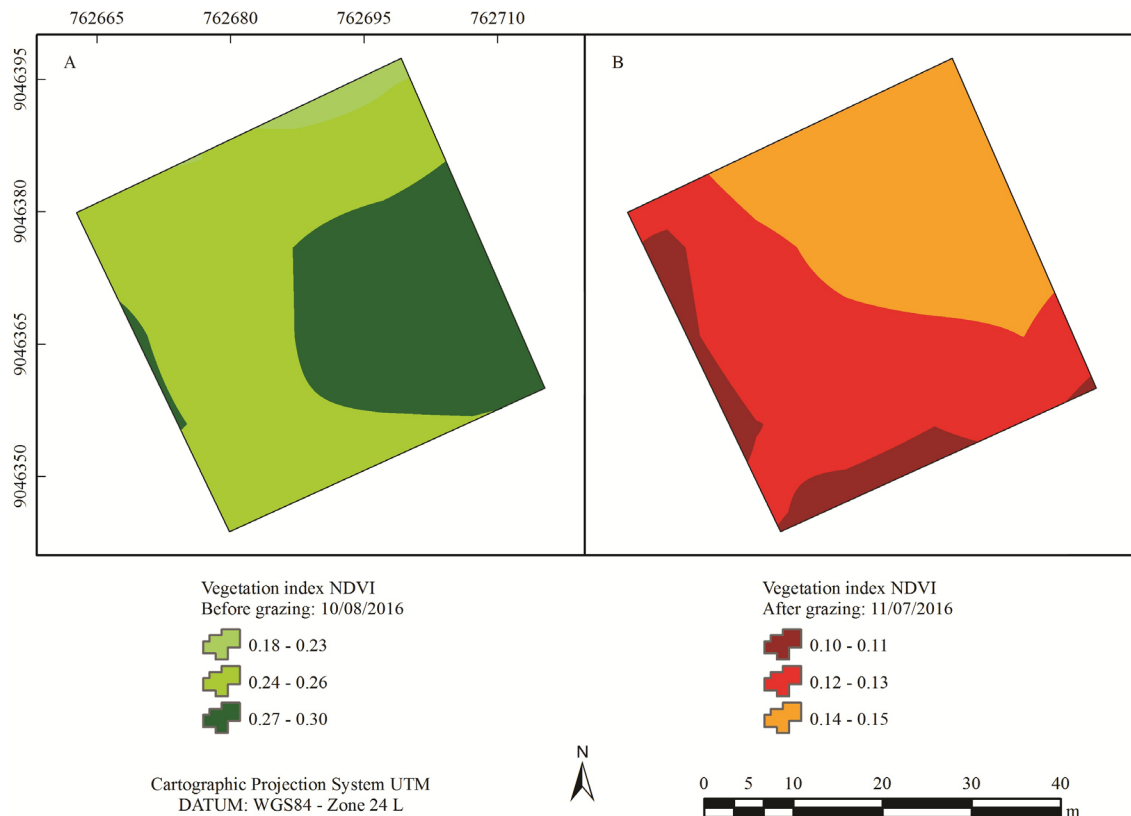 762665 762680 762695 762710
9046395
9046380
9046365
9046350
A
B
Vegetation index NDVI
Before grazing: 10/08/2016
0.18 - 0.23
0.24 - 0.26
0.27 - 0.30
Vegetation index NDVI
After grazing: 11/07/2016
0.10 - 0.11
0.12 - 0.13
0.14 - 0.15
Cartographic Projection System UTM
DATUM: WGS84 - Zone 24 L
N
0 5 10 20 30 40
m